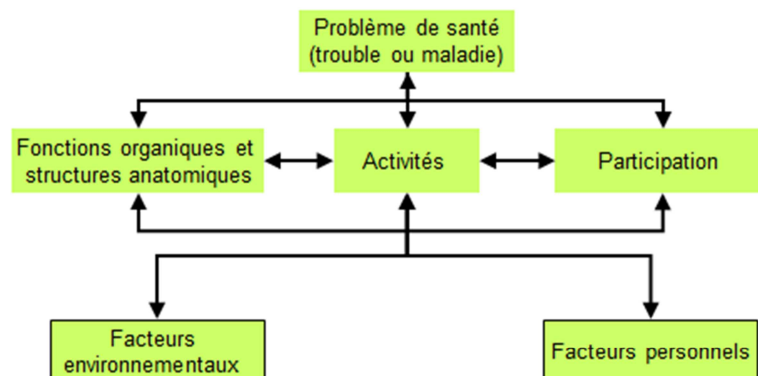 Problème de santé
(trouble ou maladie)
Fonctions organiques et
structures anatomiques
Activités
Participation
Facteurs
environnementaux
Facteurs personnels